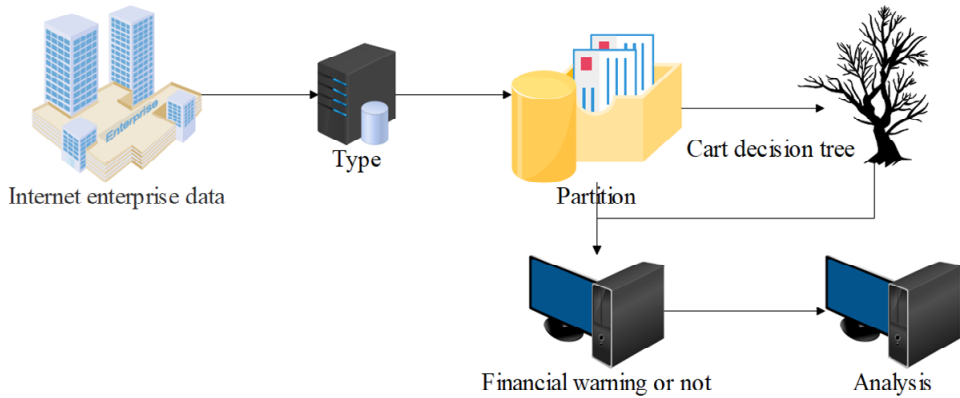 Enterprise
Type
Cart decision tree
Internet enterprise data
Partition
Financial warning or not
Analysis